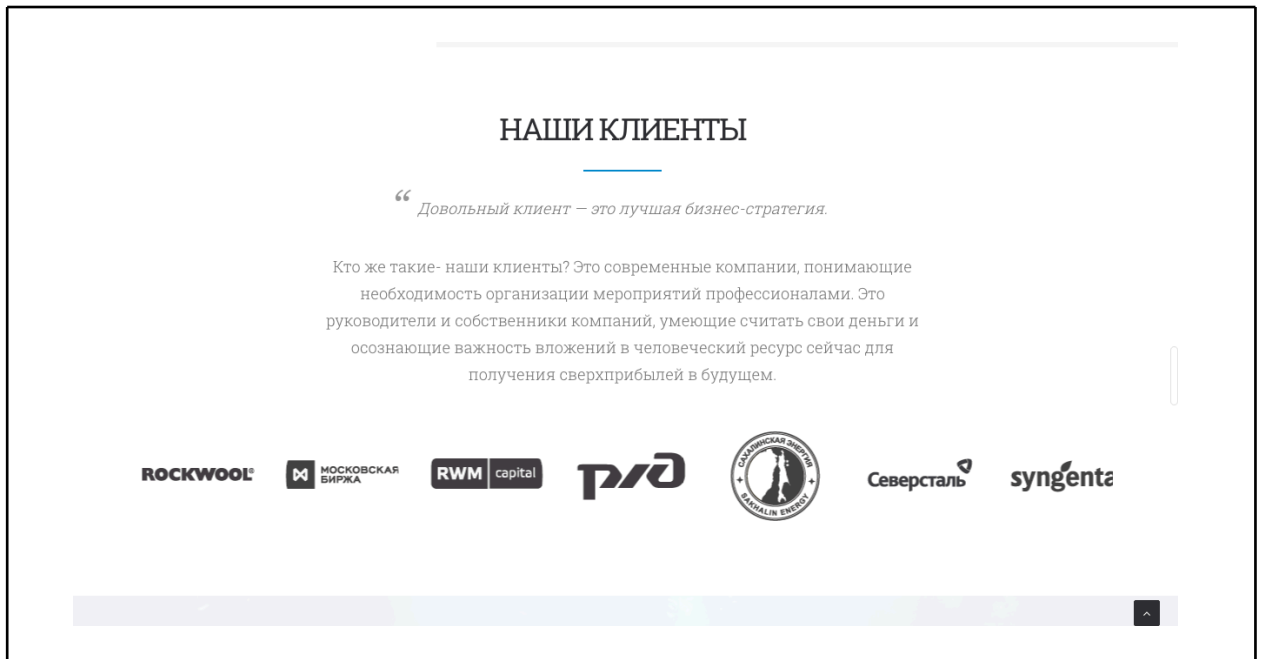 НАШИ КЛИЕНТЫ
“ Довольный клиент — это лучшая бизнес-стратегия.
Кто же такие- наши клиенты? Это современные компании, понимающие
необходимость организации мероприятий профессионалами. Это
руководители и собственники компаний, умеющие считать свои деньги и
осознающие важность вложений в человеческий ресурс сейчас для
получения сверхприбылей в будущем.
ROCKWOOL®
МОСКОВСКАЯ
БИРЖА
RWM capital
РЖД
САХАЛИНСКАЯ ЭНЕРГИЯ
SAKHALIN ENERGY
Северсталь
syngenta